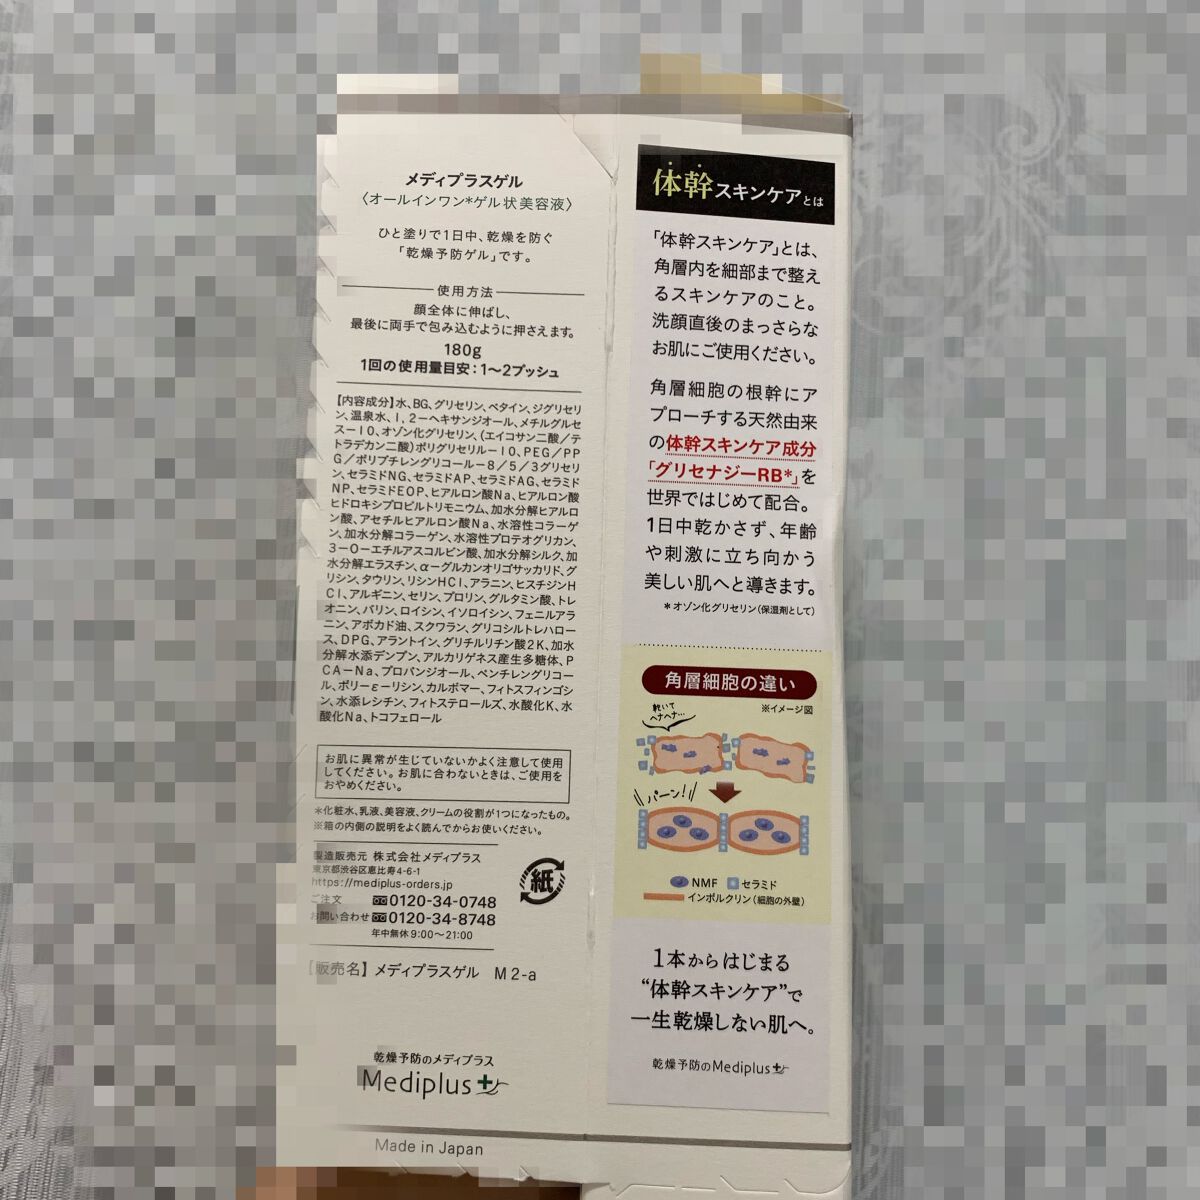 メディプラスゲル
〈オールインワン*ゲル状美容液〉
ひと塗りで1日中、乾燥を防ぐ
「乾燥予防ゲル」です。
使用方法
顔全体に伸ばし、
最後に両手で包み込むように押さえます。
180g
1回の使用量目安：1〜2プッシュ
【内容成分】水、BG、グリセリン、ベタイン、ジグリセリ
ン、温泉水、1,2-ヘキサンジオール、メチルグルセ
ス-10、オゾン化グリセリン、(エイコサン二酸/テ
トラデカン二酸)ポリグリセリル-10、PEG/PP
G/ポリブチレングリコール-8/5/3グリセリ
ン、セラミドNG、セラミドAP、セラミドAG、セラミド
NP、セラミドEOP、ヒアルロン酸Na、ヒアルロン酸
ヒドロキシプロピルトリモニウム、加水分解ヒアルロ
ン酸、アセチルヒアルロン酸Na、水溶性コラーゲ
ン、加水分解コラーゲン、水溶性プロテオグリカン、
3-O-エチルアスコルビン酸、加水分解シルク、加
水分解エラスチン、α-グルカンオリゴサッカリド、グ
リシン、タウリン、リシンHCl、アラニン、ヒスチジンH
Cl、アルギニン、セリン、プロリン、グルタミン酸、トレ
オニン、バリン、ロイシン、イソロイシン、フェニルアラ
ニン、アボカド油、スクワラン、グリコシルトレハロー
ス、DPG、アラントイン、グリチルリチン酸2K、加水
分解水添デンプン、アルカリゲネス産生多糖体、P
CA-Na、プロパンジオール、ペンチレングリコー
ル、ポリ-ε-リシン、カルボマー、フィトスフィンゴシ
ン、水添レシチン、フィトステロールズ、水酸化K、水
酸化Na、トコフェロール
お肌に異常が生じていないかよく注意して使用
してください。お肌に合わないときは、ご使用を
おやめください。
*化粧水、乳液、美容液、クリームの役割が1つになったもの。
※箱の内側の説明をよく読んでからお使いください。
製造販売元 株式会社メディプラス
東京都渋谷区恵比寿4-6-1
https://mediplus-orders.jp
ご注文 0120-34-0748
お問い合わせ 0120-34-8748
年中無休9:00〜21:00
紙
【販売名】メディプラスゲル M2-a
乾燥予防のメディプラス
Mediplus
Made in Japan
体幹スキンケアとは
「体幹スキンケア」とは、
角層内を細部まで整え
るスキンケアのこと。
洗顔直後のまっさらな
お肌にご使用ください。
角層細胞の根幹にア
プローチする天然由来
の体幹スキンケア成分
「グリセナジーRB*」を
世界ではじめて配合。
1日中乾かさず、年齢
や刺激に立ち向かう
美しい肌へと導きます。
*オゾン化グリセリン(保湿剤として)
角層細胞の違い
※イメージ図
乾いて
ヘナヘナ…
パーン!
NMF セラミド
インボルクリン(細胞の外壁)
1本からはじまる
“体幹スキンケア”で
一生乾燥しない肌へ。
乾燥予防のMediplus